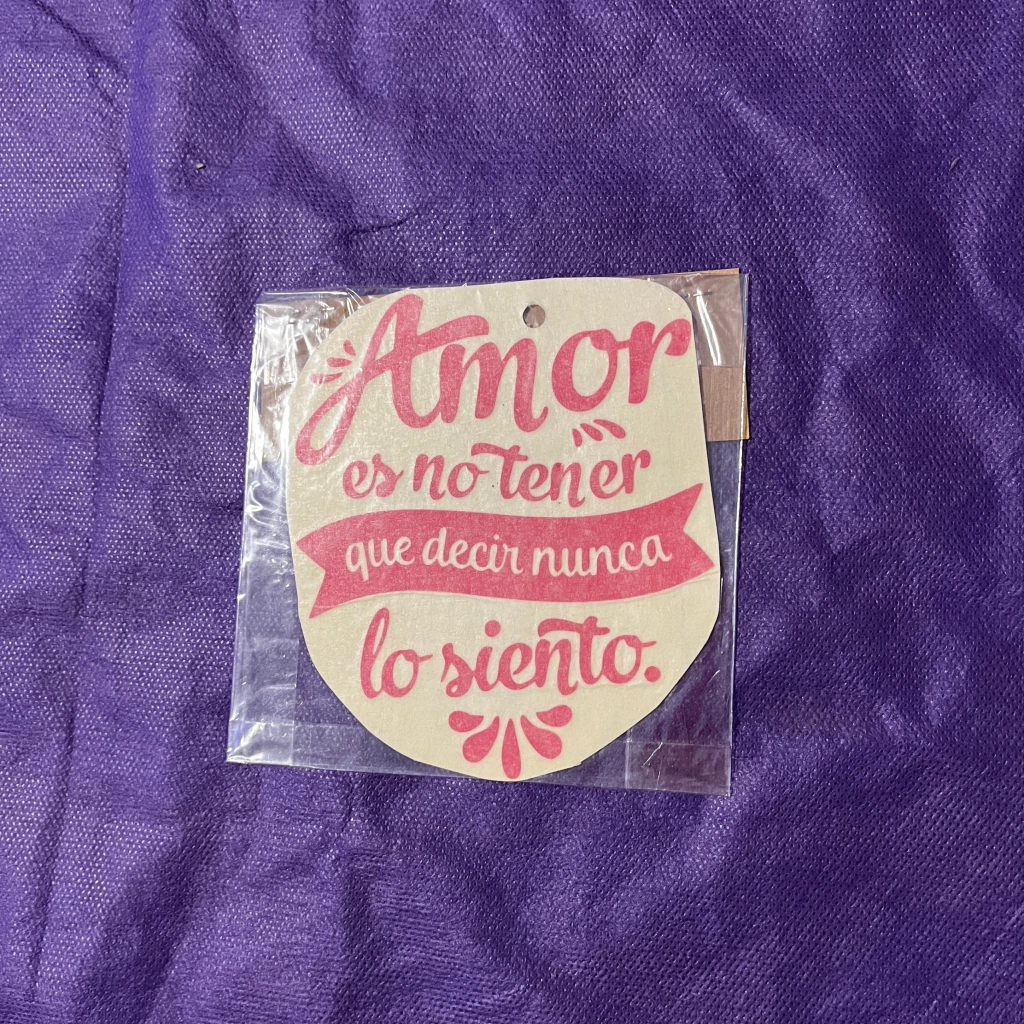 Amor
es no tener
que decir nunca
lo siento.